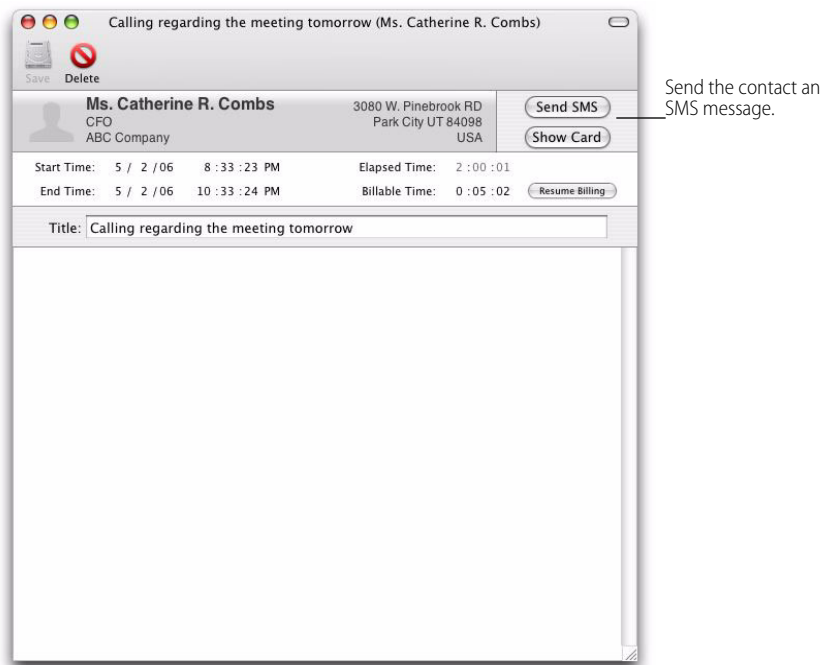 Calling regarding the meeting tomorrow (Ms. Catherine R. Combs)
Save Delete
Ms. Catherine R. Combs
CFO
ABC Company
3080 W. Pinebrook RD
Park City UT 84098
USA
Send SMS
Show Card
Send the contact an
SMS message.
Start Time: 5 / 2 /06 8 :33 :23 PM Elapsed Time: 2 :00 :01
End Time: 5 / 2 /06 10 :33 :24 PM Billable Time: 0 :05 :02 Resume Billing
Title: Calling regarding the meeting tomorrow